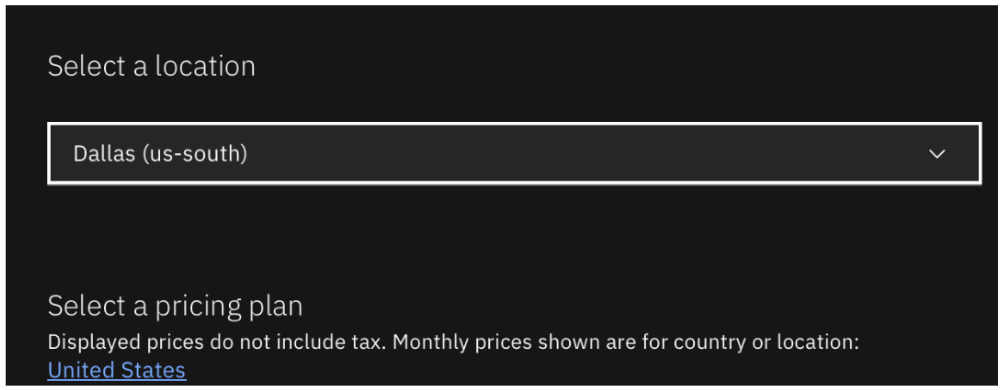 Select a location
Dallas (us-south)
Select a pricing plan
Displayed prices do not include tax. Monthly prices shown are for country or location:
United States